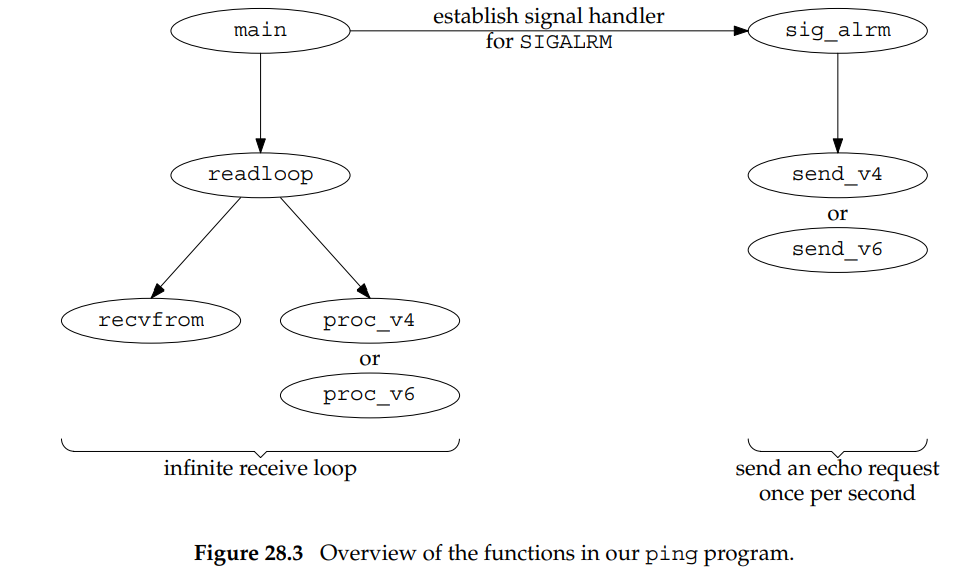 main
establish signal handler
for SIGALRM
sig_alrm
readloop
send_v4
or
send_v6
recvfrom
proc_v4
or
proc_v6
infinite receive loop
send an echo request
once per second
Figure 28.3 Overview of the functions in our ping program.